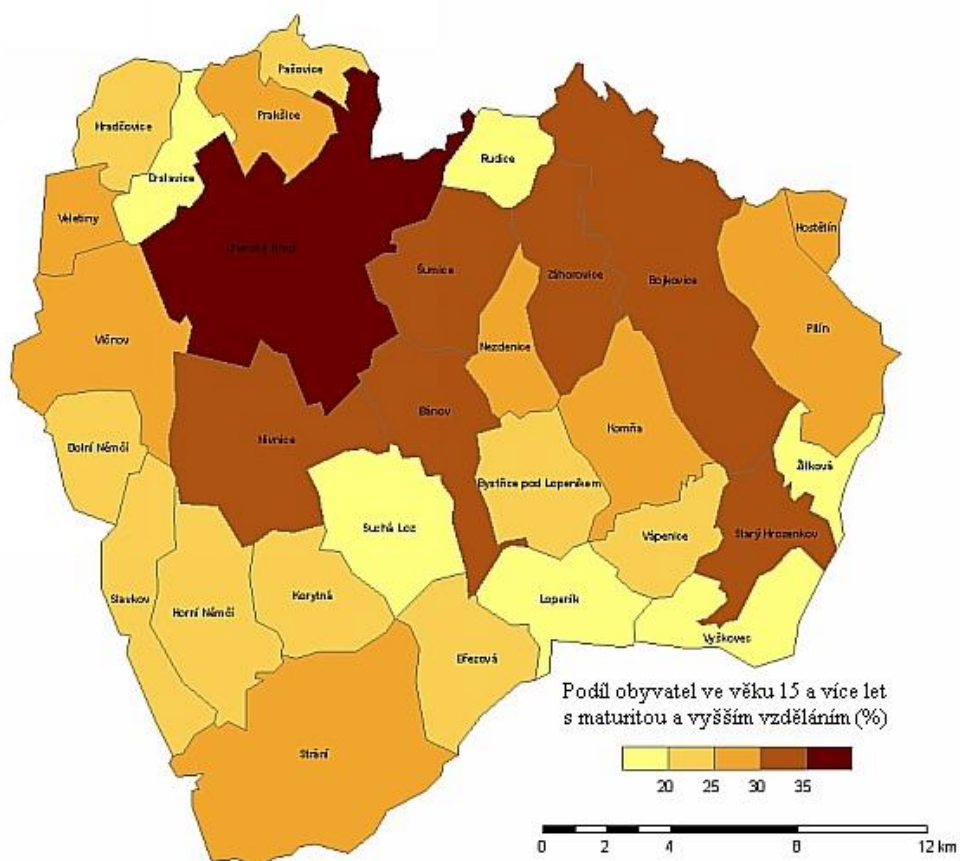 Pašovice
Hradčovice
Prakšice
Rudice
Drslavice
Veletiny
Hostětín
Uherský Brod
Šumice
Záhorovice
Bojkovice
Pitín
Vlčnov
Nezdenice
Bánov
Komňa
Nivnice
Dolní Němčí
Žítková
Bystřice pod Lopeníkem
Suchá Loz
Vápenice
Starý Hrozenkov
Slavkov
Horní Němčí
Korytná
Lopeník
Vyškovec
Březová
Strání
Podíl obyvatel ve věku 15 a více let
s maturitou a vyšším vzděláním (%)
20 25 30 35
0 2 4 8 12 km